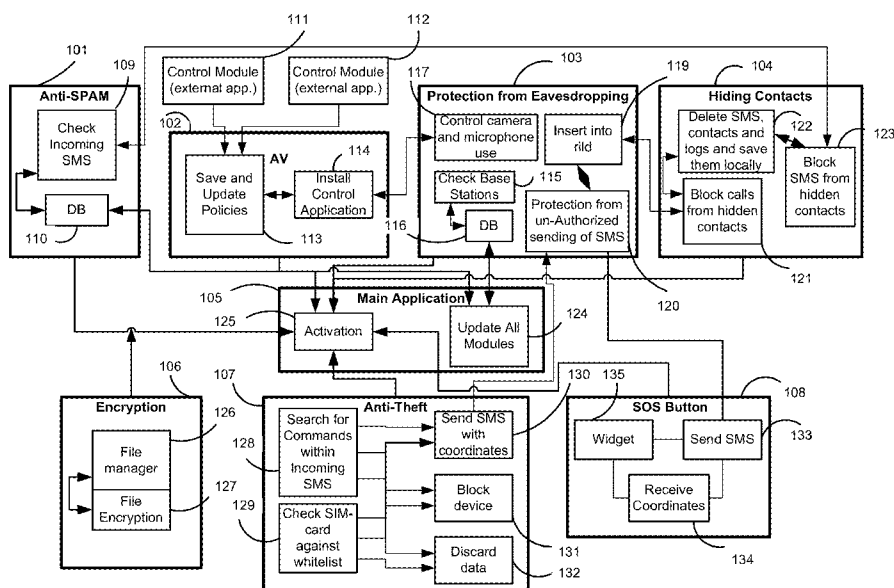 111
112
101
109
Control Module
(external app.)
Control Module
(external app.)
117
103
119
104
Anti-SPAM
Check
Incoming
SMS
DB
110
102
AV
Save and
Update
Policies
114
Install
Control
Application
113
Protection from Eavesdropping
Control camera
and microphone
use
Insert into
rild
Check Base
Stations
115
116
DB
Protection from
un-Authorized
sending of SMS
120
Hiding Contacts
Delete SMS,
contacts and
logs and save
them locally
122
123
Block
SMS from
hidden
contacts
Block calls
from hidden
contacts
121
105
Main Application
125
Activation
Update All
Modules
124
106
Encryption
126
File
manager
File
Encryption
127
107
Anti-Theft
128
Search for
Commands
within
Incoming
SMS
130
Send SMS
with
coordinates
129
Check SIM-
card
against
whitelist
Block
device
131
Discard
data
132
108
135
SOS Button
Widget
Send SMS
133
Receive
Coordinates
134